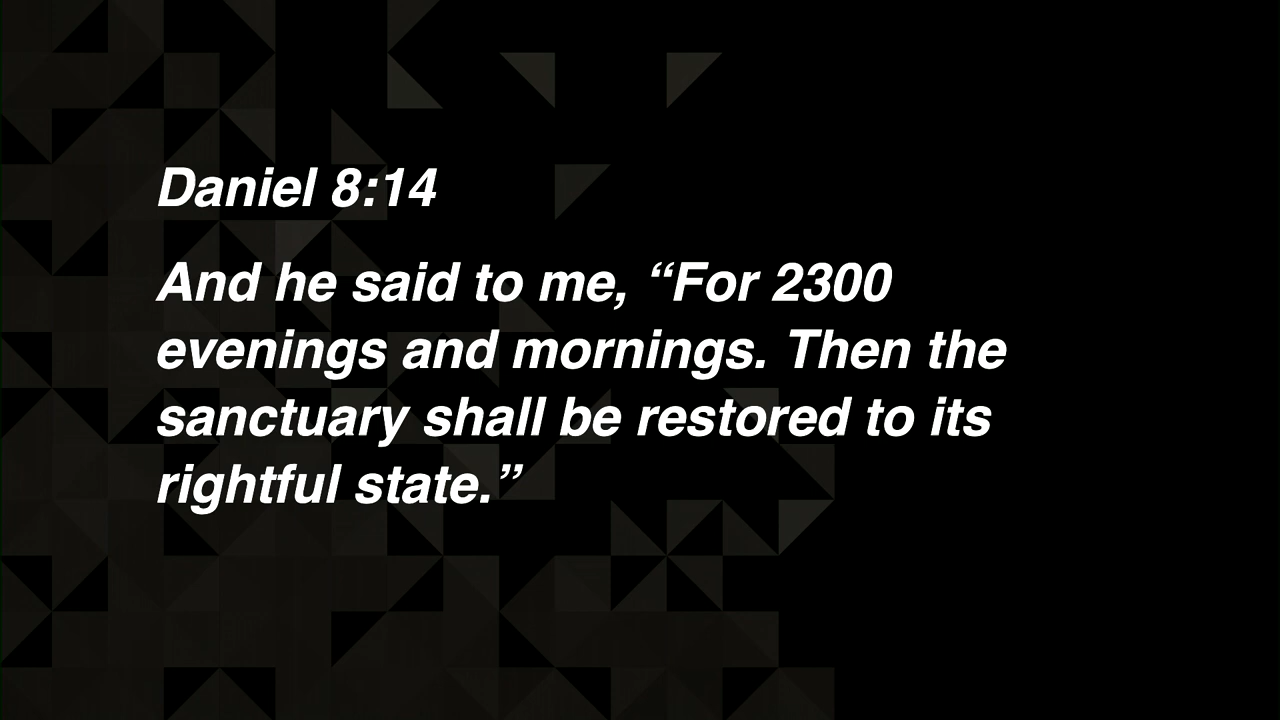 Daniel 8:14
And he said to me, “For 2300
evenings and mornings. Then the
sanctuary shall be restored to its
rightful state.”